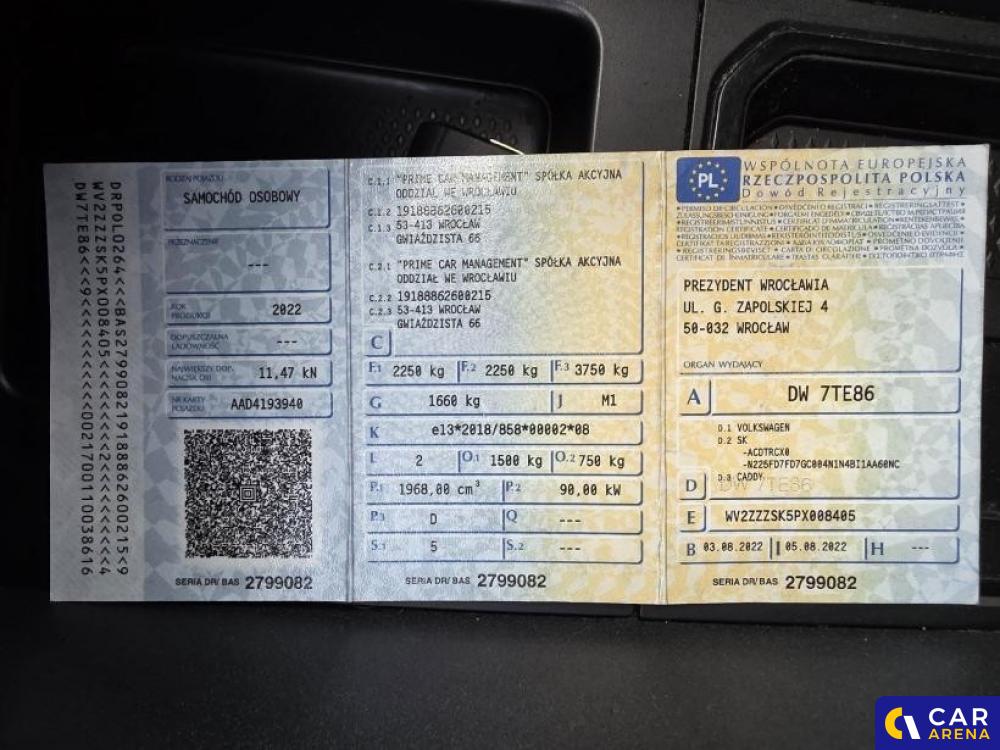 DRPOL0264<<<BAS279908219188862600215<9
WV2ZZZSK5PX008405<<<<<<<<2<<<<<<<<<<<4
RODZAJ POJAZDU
SAMOCHÓD OSOBOWY
PRZEZNACZENIE
---
ROK PRODUKCJI
2022
DOPUSZCZALNA ŁADOWNOŚĆ
---
NAJWIĘKSZY DOP. NACISK OSI
11,47 kN
NR KARTY POJAZDU
AAD4193940
SERIA DR/BAS 2799082
C.1.1 "PRIME CAR MANAGEMENT" SPÓŁKA AKCYJNA
ODDZIAŁ WE WROCŁAWIU
C.1.2 19188862600215
C.1.3 53-413 WROCŁAW
GWIAŹDZISTA 66
C.2.1 "PRIME CAR MANAGEMENT" SPÓŁKA AKCYJNA
ODDZIAŁ WE WROCŁAWIU
C.2.2 19188862600215
C.2.3 53-413 WROCŁAW
GWIAŹDZISTA 66
C
F.1 2250 kg F.2 2250 kg F.3 3750 kg
G 1660 kg J M1
K e13*2018/858*00002*08
L 2 O.1 1500 kg O.2 750 kg
P.1 1968,00 cm³ P.2 90,00 kW
P.3 D Q ---
S.1 5 S.2 ---
SERIA DR/BAS 2799082
PL
WSPÓLNOTA EUROPEJSKA
RZECZPOSPOLITA POLSKA
Dowód Rejestracyjny
PREZYDENT WROCŁAWIA
UL. G. ZAPOLSKIEJ 4
50-032 WROCŁAW
ORGAN WYDAJĄCY
A DW 7TE86
D.1 VOLKSWAGEN
D.2 SK
-ACDTRCX0
-N225FD7FD7GC004N1N4BI1AA60NC
D.3 CADDY
D DW 7TE86
E WV2ZZZSK5PX008405
B 03.08.2022 I 05.08.2022 H ---
SERIA DR/BAS 2799082
CAR
ARENA